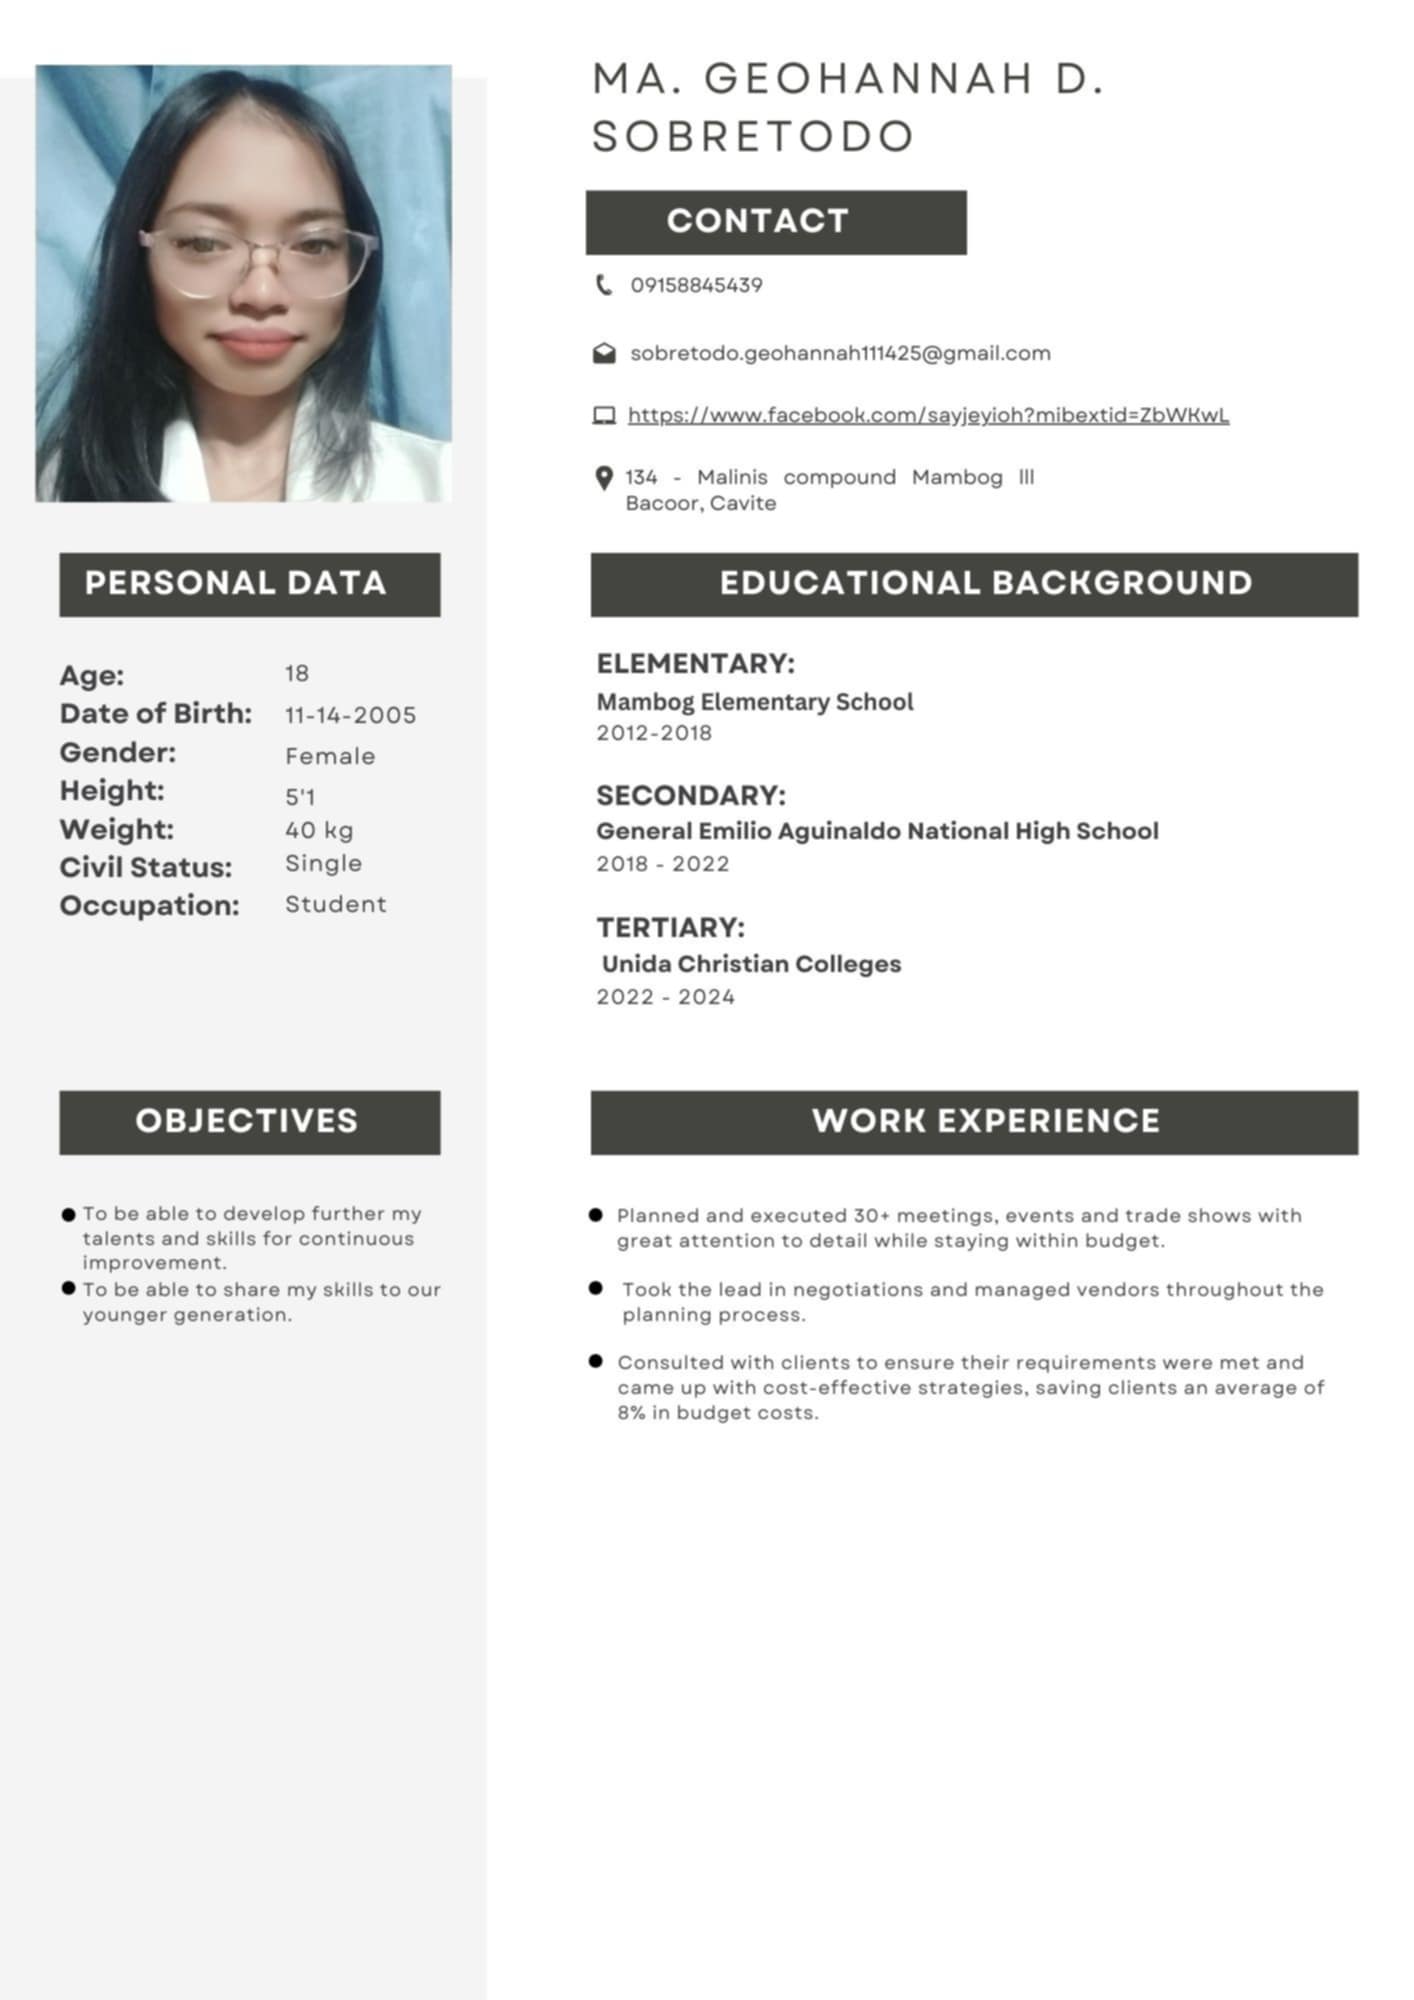 MA. GEOHANNAH D.
SOBRETODO
CONTACT
09158845439
sobretodo.geohannah111425@gmail.com
https://www.facebook.com/sayjeyioh?mibextid=ZbWKwL
134 - Malinis compound Mambog lll
Bacoor, Cavite
PERSONAL DATA
Age: 18
Date of Birth: 11-14-2005
Gender: Female
Height: 5'1
Weight: 40 kg
Civil Status: Single
Occupation: Student
EDUCATIONAL BACKGROUND
ELEMENTARY:
Mambog Elementary School
2012-2018
SECONDARY:
General Emilio Aguinaldo National High School
2018 - 2022
TERTIARY:
Unida Christian Colleges
2022 - 2024
OBJECTIVES
● To be able to develop further my
talents and skills for continuous
improvement.
● To be able to share my skills to our
younger generation.
WORK EXPERIENCE
● Planned and executed 30+ meetings, events and trade shows with
great attention to detail while staying within budget.
● Took the lead in negotiations and managed vendors throughout the
planning process.
● Consulted with clients to ensure their requirements were met and
came up with cost-effective strategies, saving clients an average of
8% in budget costs.